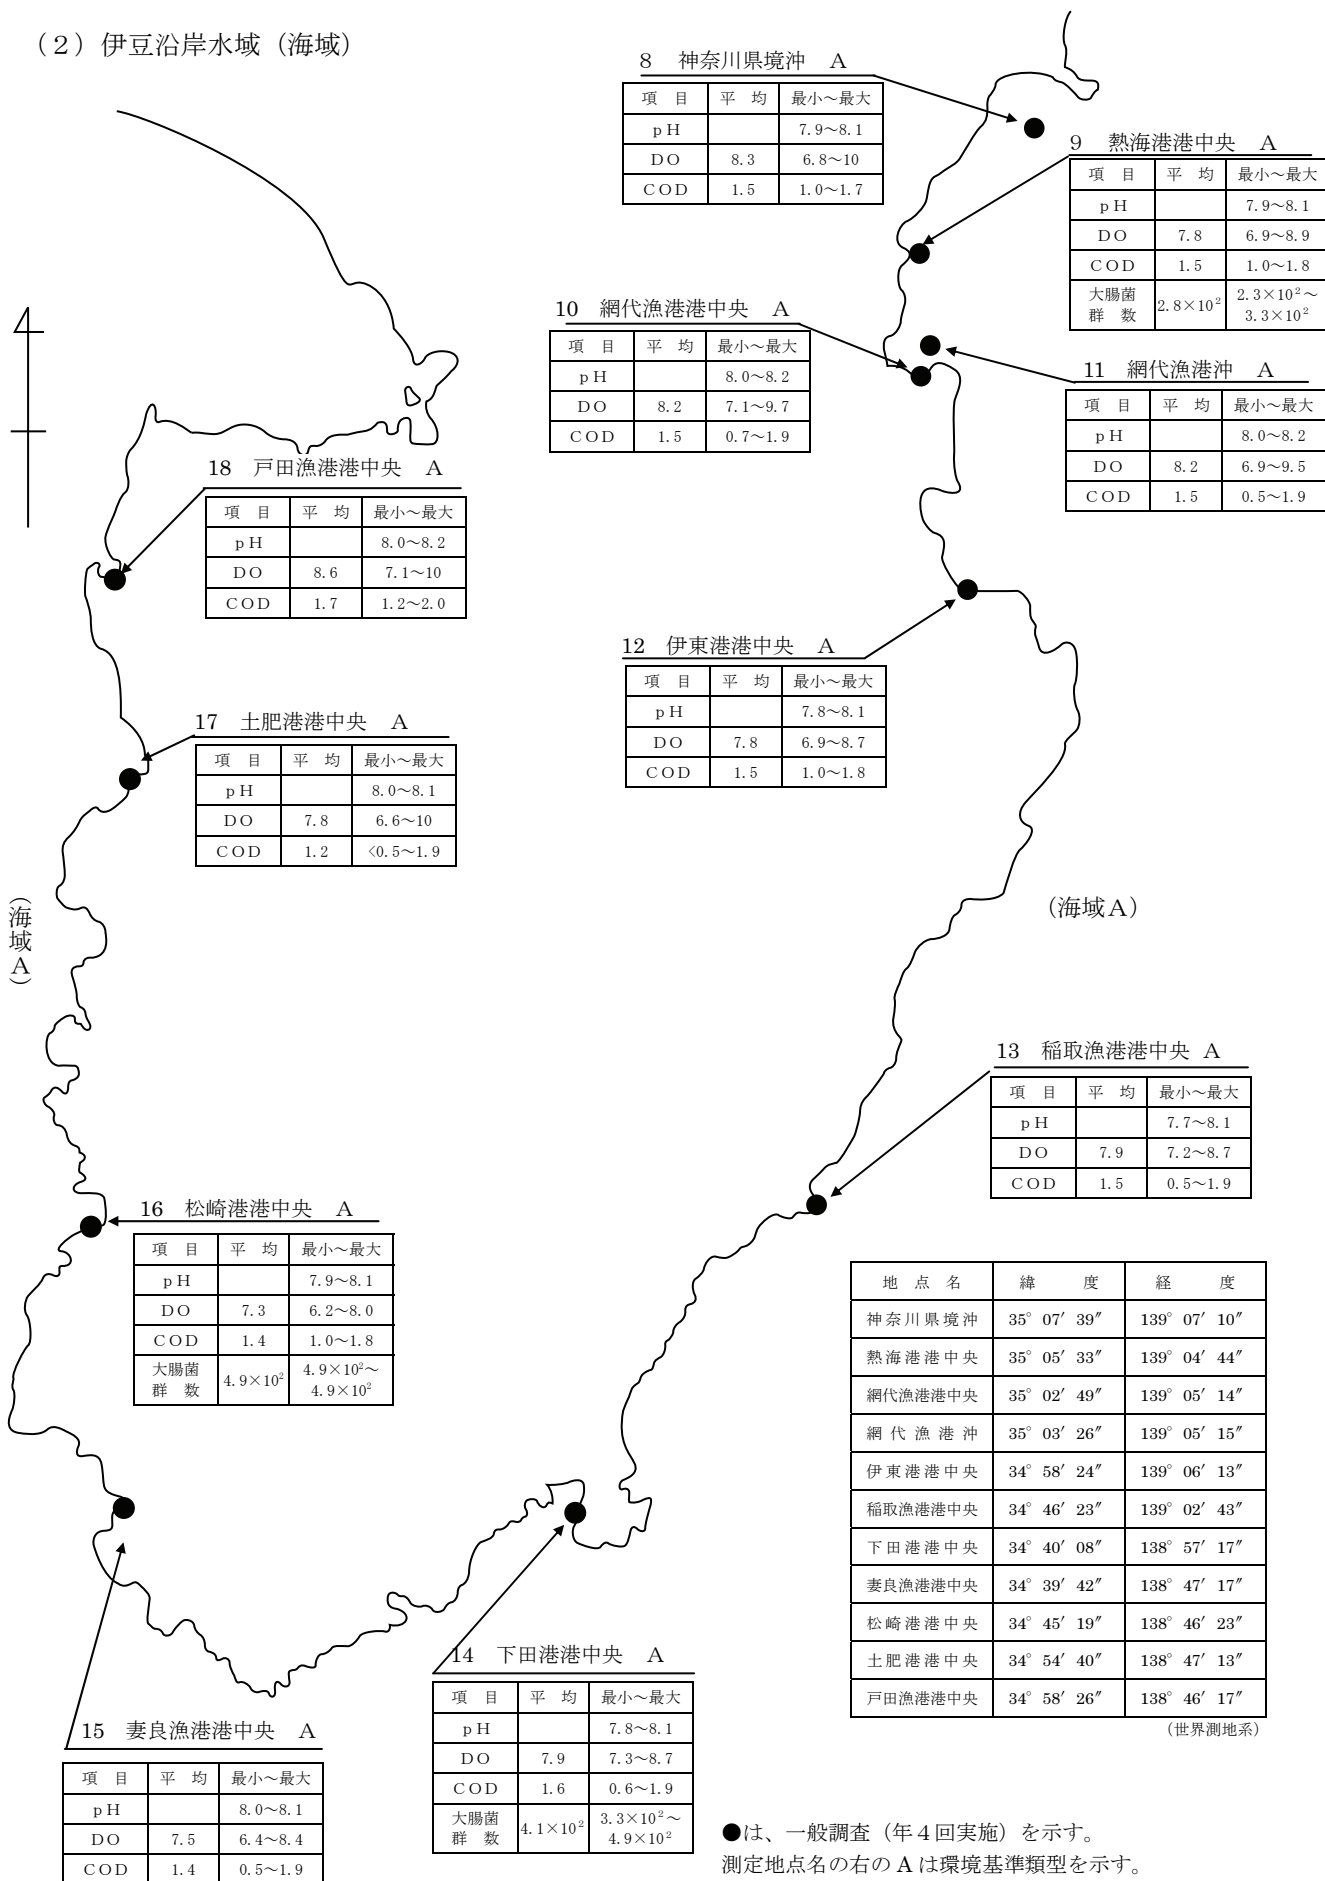 （２）伊豆沿岸水域（海域）
8　神奈川県境沖　A
項　目　平　均　最小～最大
pH　7.9～8.1
DO　8.3　6.8～10
COD　1.5　1.0～1.7
9　熱海港港中央　A
項　目　平　均　最小～最大
pH　7.9～8.1
DO　7.8　6.9～8.9
COD　1.5　1.0～1.8
大腸菌群　数　2.8×10²　2.3×10²～3.3×10²
10　網代漁港港中央　A
項　目　平　均　最小～最大
pH　8.0～8.2
DO　8.2　7.1～9.7
COD　1.5　0.7～1.9
11　網代漁港沖　A
項　目　平　均　最小～最大
pH　8.0～8.2
DO　8.2　6.9～9.5
COD　1.5　0.5～1.9
18　戸田漁港港中央　A
項　目　平　均　最小～最大
pH　8.0～8.2
DO　8.6　7.1～10
COD　1.7　1.2～2.0
12　伊東港港中央　A
項　目　平　均　最小～最大
pH　7.8～8.1
DO　7.8　6.9～8.7
COD　1.5　1.0～1.8
17　土肥港港中央　A
項　目　平　均　最小～最大
pH　8.0～8.1
DO　7.8　6.6～10
COD　1.2　<0.5～1.9
（海域A）
（海域A）
13　稲取漁港港中央　A
項　目　平　均　最小～最大
pH　7.7～8.1
DO　7.9　7.2～8.7
COD　1.5　0.5～1.9
16　松崎港港中央　A
項　目　平　均　最小～最大
pH　7.9～8.1
DO　7.3　6.2～8.0
COD　1.4　1.0～1.8
大腸菌群　数　4.9×10²　4.9×10²～4.9×10²
地　点　名　緯　度　経　度
神奈川県境沖　35° 07′ 39″　139° 07′ 10″
熱海港港中央　35° 05′ 33″　139° 04′ 44″
網代漁港港中央　35° 02′ 49″　139° 05′ 14″
網代漁港沖　35° 03′ 26″　139° 05′ 15″
伊東港港中央　34° 58′ 24″　139° 06′ 13″
稲取漁港港中央　34° 46′ 23″　139° 02′ 43″
下田港港中央　34° 40′ 08″　138° 57′ 17″
妻良漁港港中央　34° 39′ 42″　138° 47′ 17″
松崎港港中央　34° 45′ 19″　138° 46′ 23″
土肥港港中央　34° 54′ 40″　138° 47′ 13″
戸田漁港港中央　34° 58′ 26″　138° 46′ 17″
（世界測地系）
14　下田港港中央　A
項　目　平　均　最小～最大
pH　7.8～8.1
DO　7.9　7.3～8.7
COD　1.6　0.6～1.9
大腸菌群　数　4.1×10²　3.3×10²～4.9×10²
15　妻良漁港港中央　A
項　目　平　均　最小～最大
pH　8.0～8.1
DO　7.5　6.4～8.4
COD　1.4　0.5～1.9
●は、一般調査（年４回実施）を示す。
測定地点名の右の A は環境基準類型を示す。